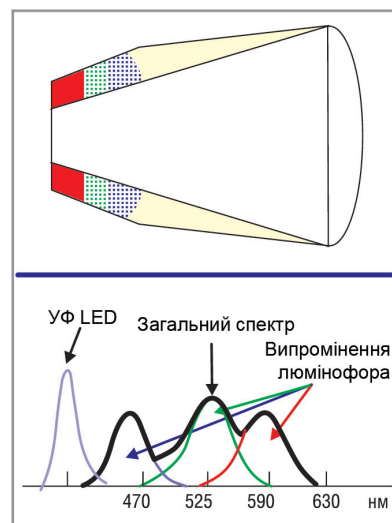 УФ LED
Загальний спектр
Випромінення
люмінофора
470 525 590 630 нм